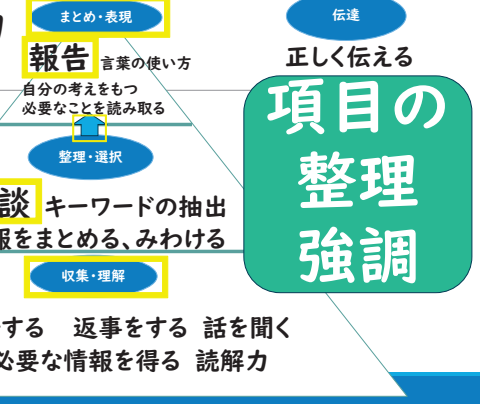 まとめ・表現
伝達
報告 言葉の使い方
正しく伝える
自分の考えをもつ
必要なことを読み取る
項目の
整理
強調
整理・選択
談 キーワードの抽出
報をまとめる、みわける
収集・理解
する 返事をする 話を聞く
必要な情報を得る 読解力